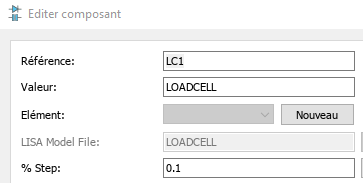 Editer composant
Référence: LC1
Valeur: LOADCELL
Elément: Nouveau
LISA Model File: LOADCELL
% Step: 0.1